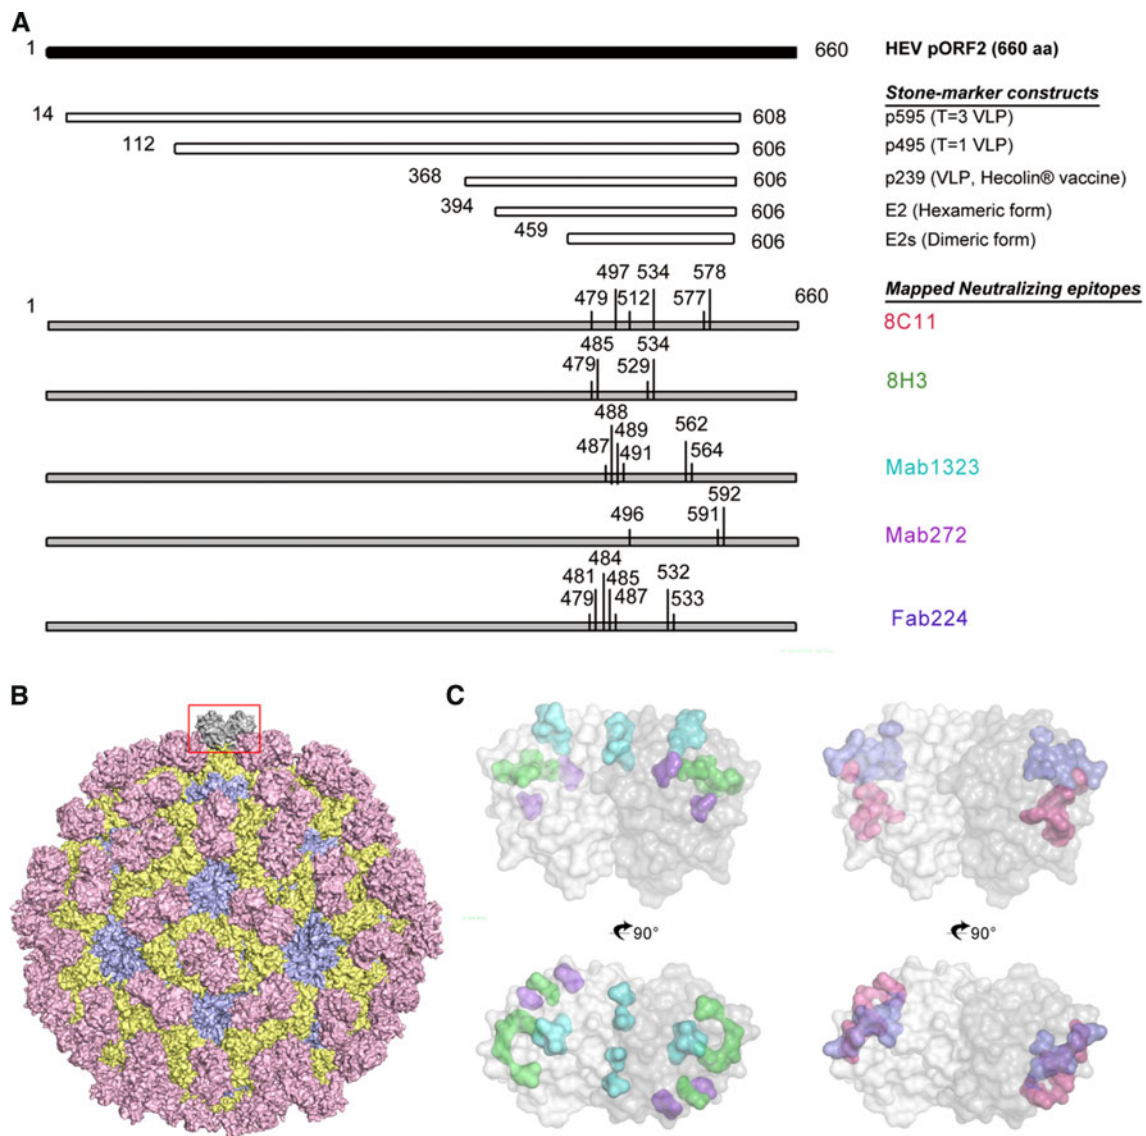 A
1 660 HEV pORF2 (660 aa)
Stone-marker constructs
14 608 p595 (T=3 VLP)
112 606 p495 (T=1 VLP)
368 606 p239 (VLP, Hecolin® vaccine)
394 606 E2 (Hexameric form)
459 606 E2s (Dimeric form)
Mapped Neutralizing epitopes
1 479 497 512 534 577 578 660 8C11
479 485 529 534 8H3
487 488 489 491 562 564 Mab1323
496 591 592 Mab272
479 481 484 485 487 532 533 Fab224
B
C
90° 90°